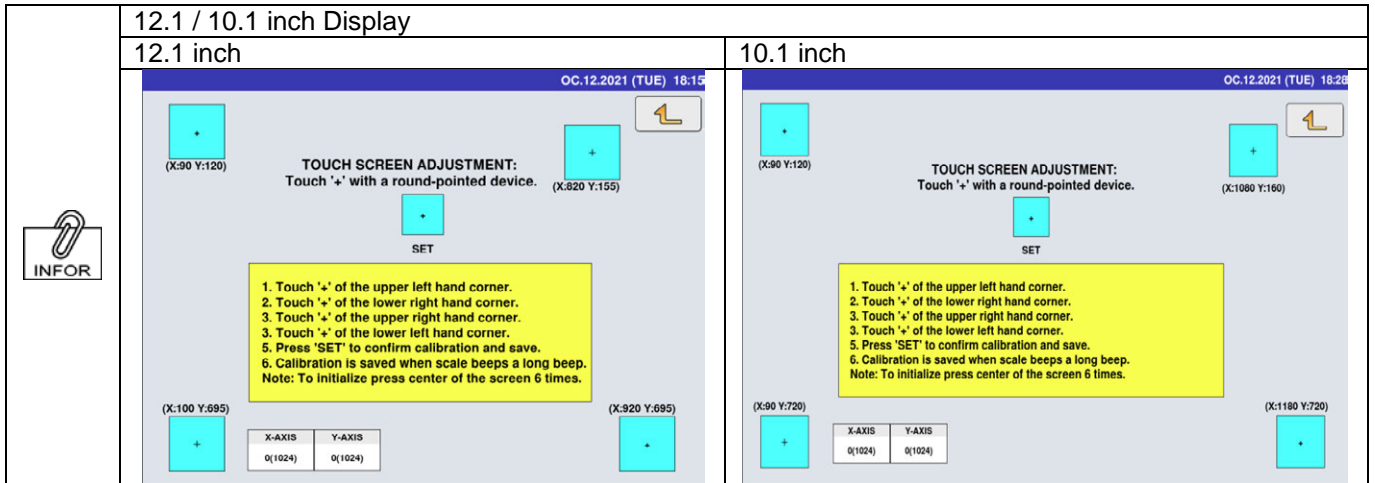 12.1 / 10.1 inch Display
12.1 inch
10.1 inch
INFOR
OC.12.2021 (TUE) 18:15
(X:90 Y:120)
TOUCH SCREEN ADJUSTMENT:
Touch '+' with a round-pointed device.
(X:820 Y:155)
SET
1. Touch '+' of the upper left hand corner.
2. Touch '+' of the lower right hand corner.
3. Touch '+' of the upper right hand corner.
3. Touch '+' of the lower left hand corner.
5. Press 'SET' to confirm calibration and save.
6. Calibration is saved when scale beeps a long beep.
Note: To initialize press center of the screen 6 times.
(X:100 Y:695)
(X:920 Y:695)
X-AXIS Y-AXIS
0(1024) 0(1024)
OC.12.2021 (TUE) 18:28
(X:90 Y:120)
TOUCH SCREEN ADJUSTMENT:
Touch '+' with a round-pointed device.
(X:1080 Y:160)
SET
1. Touch '+' of the upper left hand corner.
2. Touch '+' of the lower right hand corner.
3. Touch '+' of the upper right hand corner.
3. Touch '+' of the lower left hand corner.
5. Press 'SET' to confirm calibration and save.
6. Calibration is saved when scale beeps a long beep.
Note: To initialize press center of the screen 6 times.
(X:90 Y:720)
(X:1180 Y:720)
X-AXIS Y-AXIS
0(1024) 0(1024)